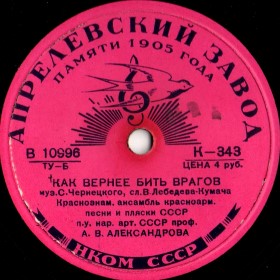 АПРЕЛЕВСКИЙ ЗАВОД
ПАМЯТИ 1905 ГОДА
В 10996
ТУ-Б
К-343
ЦЕНА 4 руб.
1 КАК ВЕРНЕЕ БИТЬ ВРАГОВ
муз. С. Чернецкого, сл. В. Лебедева-Кумача
Краснознам. ансамбль красноарм.
песни и пляски СССР
п.у. нар. арт. СССР проф.
А. В. АЛЕКСАНДРОВА
НКОМ СССР